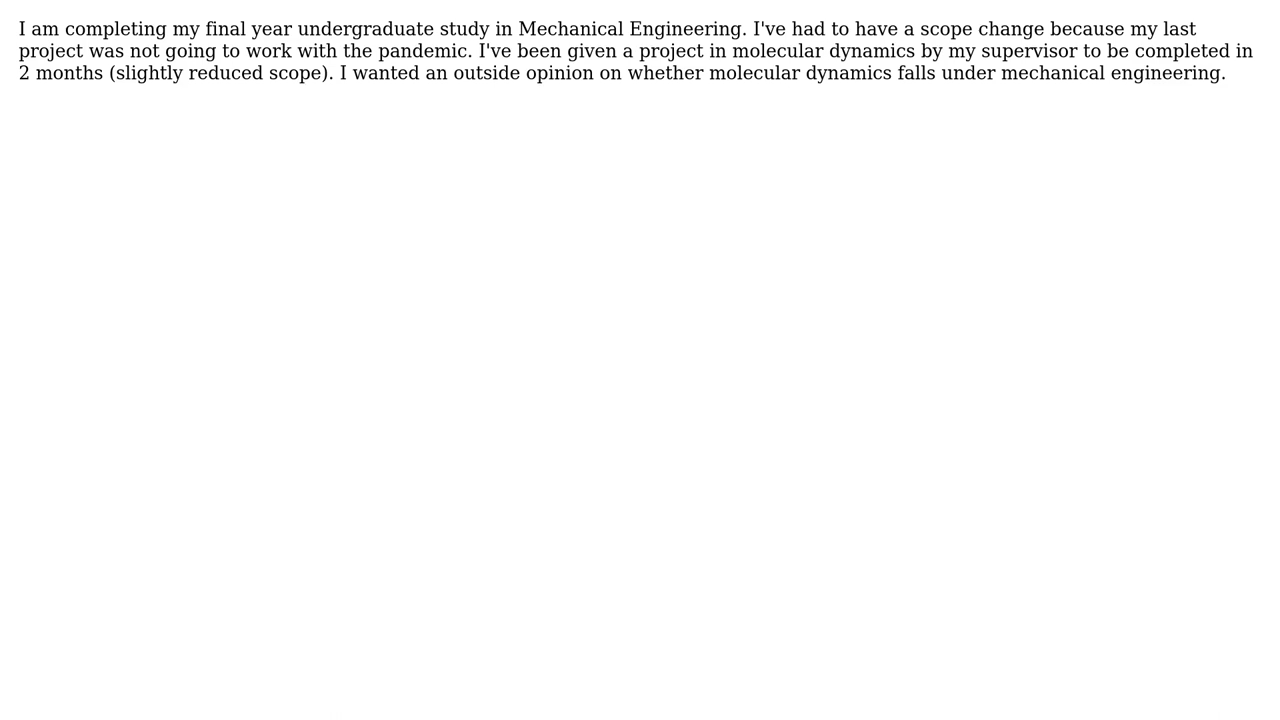 I am completing my final year undergraduate study in Mechanical Engineering. I've had to have a scope change because my last
project was not going to work with the pandemic. I've been given a project in molecular dynamics by my supervisor to be completed in
2 months (slightly reduced scope). I wanted an outside opinion on whether molecular dynamics falls under mechanical engineering.